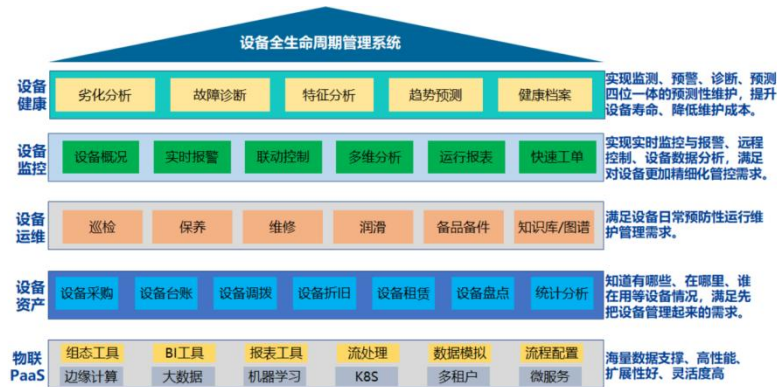 设备全生命周期管理系统
设备
健康
劣化分析
故障诊断
特征分析
趋势预测
健康档案
实现监测、预警、诊断、预测
四位一体的预测性维护，提升
设备寿命、降低维护成本。
设备
监控
设备概况
实时报警
联动控制
多维分析
运行报表
快速工单
实现实时监控与报警、远程
控制、设备数据分析，满足
对设备更加精细化管控需求。
设备
运维
巡检
保养
维修
润滑
备品备件
知识库/图谱
满足设备日常预防性运行维
护管理需求。
设备
资产
设备采购
设备台账
设备调拨
设备折旧
设备租赁
设备盘点
统计分析
知道有哪些、在哪里、谁
在用等设备情况，满足先
把设备管理起来的需求。
物联
PaaS
组态工具
BI工具
报表工具
流处理
数据模拟
流程配置
边缘计算
大数据
机器学习
K8S
多租户
微服务
海量数据支撑、高性能、
扩展性好、灵活度高